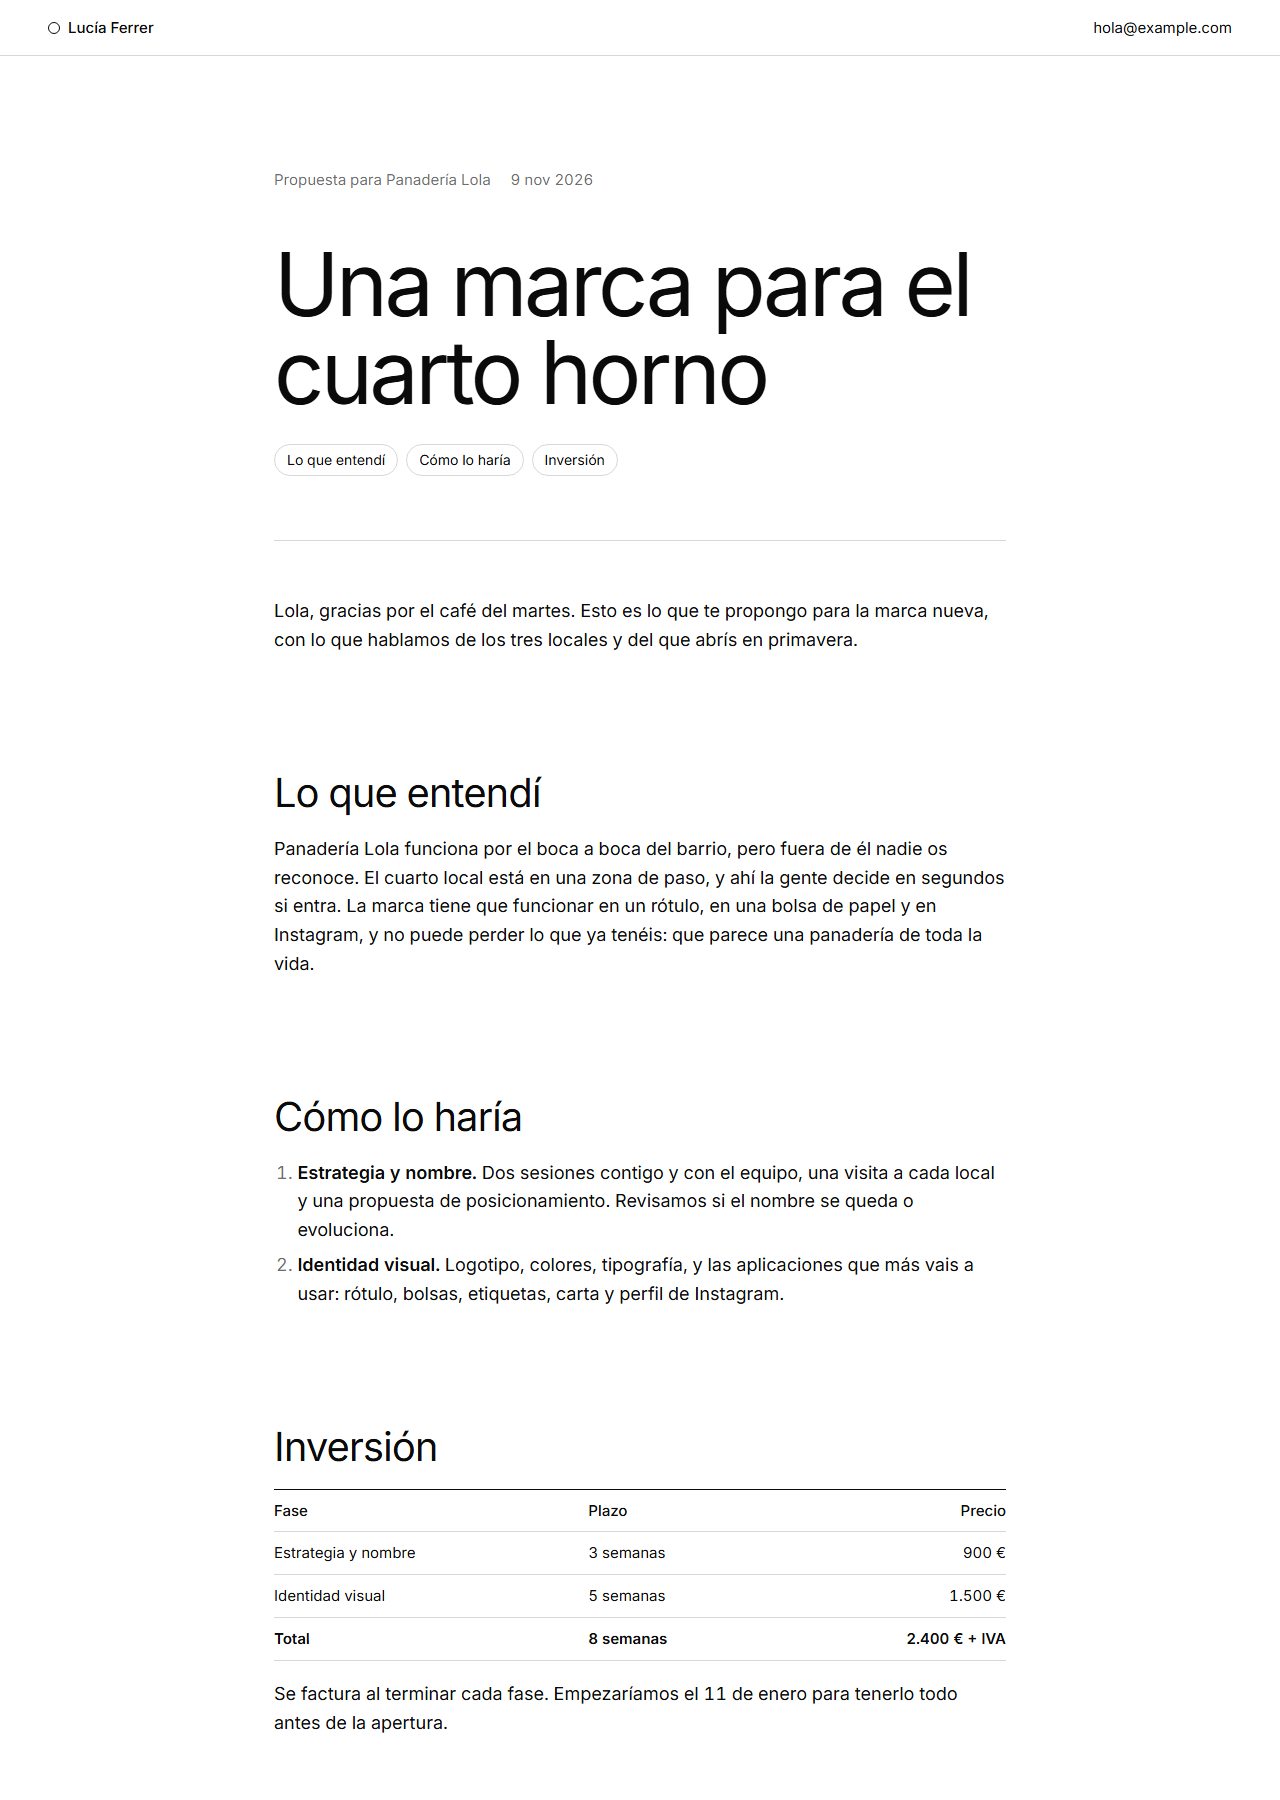 Lucía Ferrer
hola@example.com
Propuesta para Panadería Lola 9 nov 2026
Una marca para el
cuarto horno
Lo que entendí
Cómo lo haría
Inversión
Lola, gracias por el café del martes. Esto es lo que te propongo para la marca nueva,
con lo que hablamos de los tres locales y del que abrís en primavera.
Lo que entendí
Panadería Lola funciona por el boca a boca del barrio, pero fuera de él nadie os
reconoce. El cuarto local está en una zona de paso, y ahí la gente decide en segundos
si entra. La marca tiene que funcionar en un rótulo, en una bolsa de papel y en
Instagram, y no puede perder lo que ya tenéis: que parece una panadería de toda la
vida.
Cómo lo haría
1. Estrategia y nombre. Dos sesiones contigo y con el equipo, una visita a cada local
y una propuesta de posicionamiento. Revisamos si el nombre se queda o
evoluciona.
2. Identidad visual. Logotipo, colores, tipografía, y las aplicaciones que más vais a
usar: rótulo, bolsas, etiquetas, carta y perfil de Instagram.
Inversión
Fase Plazo Precio
Estrategia y nombre 3 semanas 900 €
Identidad visual 5 semanas 1.500 €
Total 8 semanas 2.400 € + IVA
Se factura al terminar cada fase. Empezaríamos el 11 de enero para tenerlo todo
antes de la apertura.